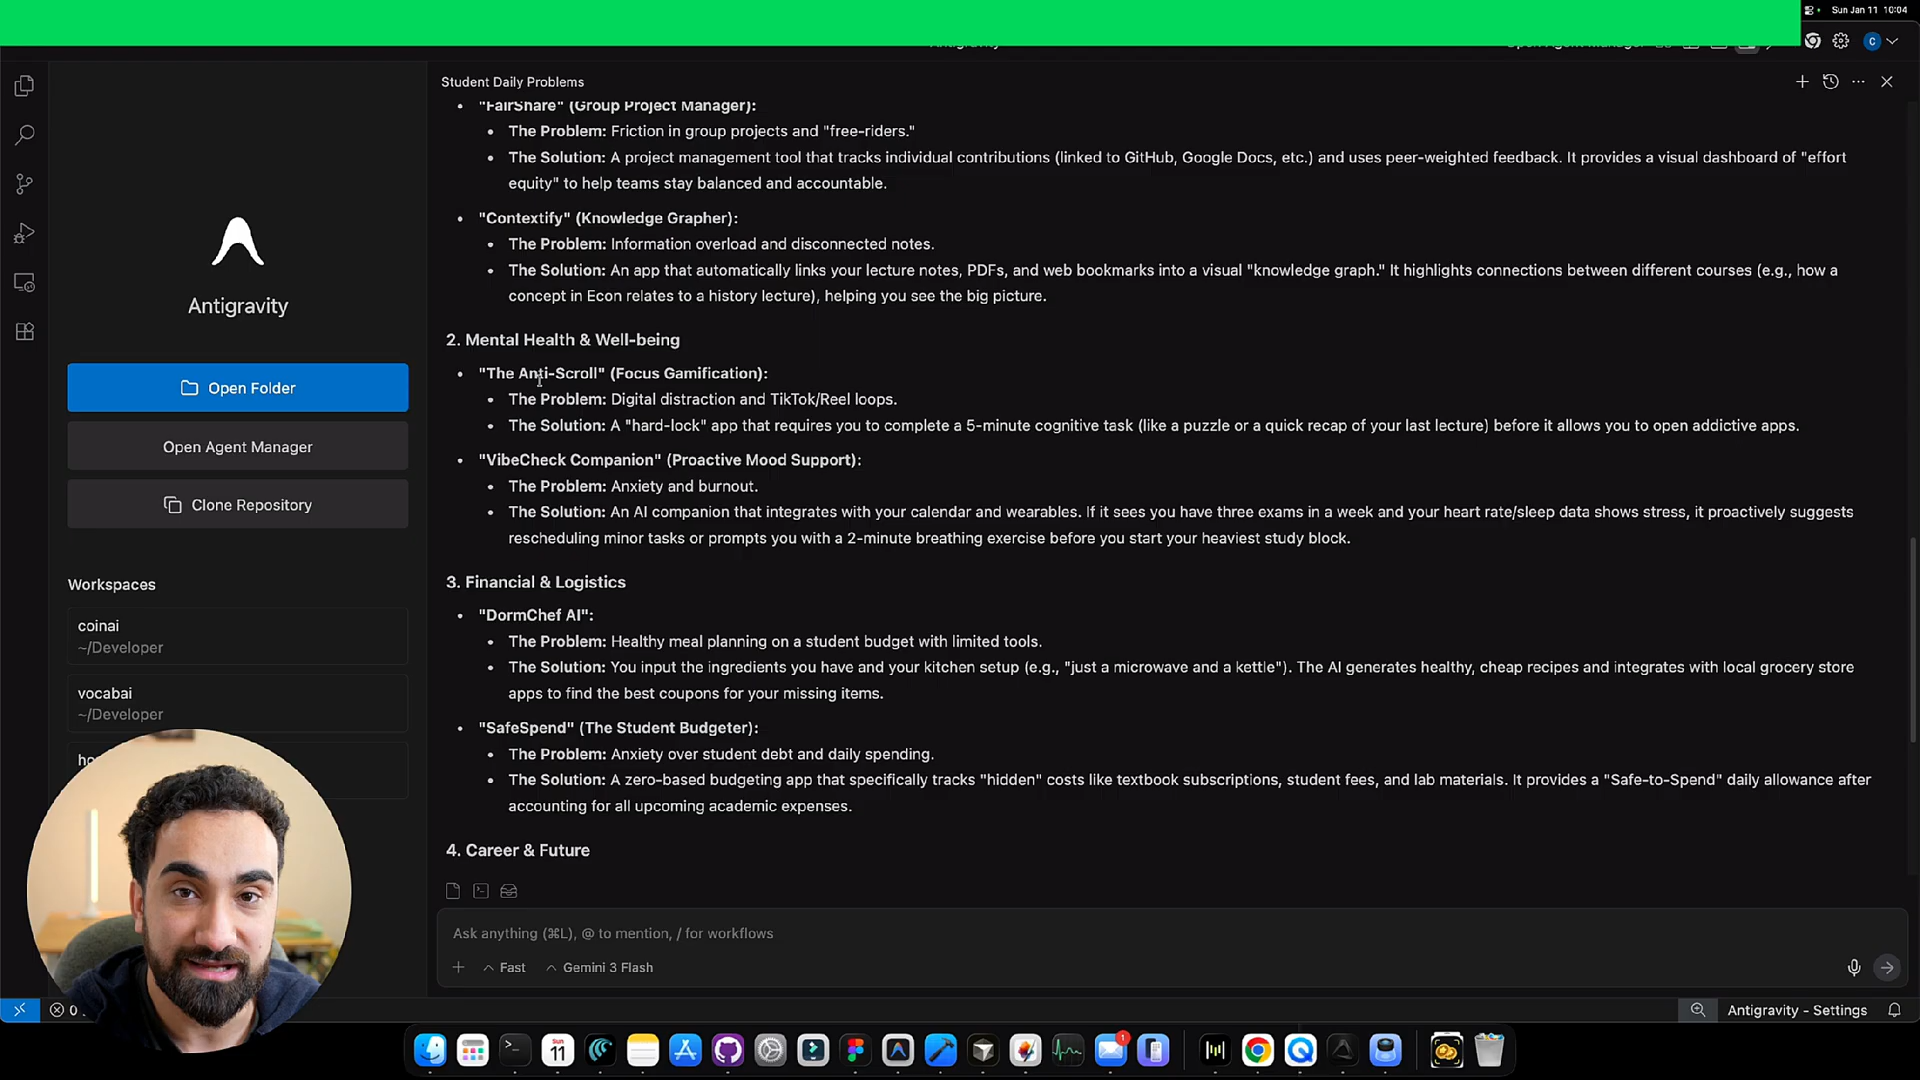 Sun Jan 11 10:04
C
Student Daily Problems
"FairShare" (Group Project Manager):
The Problem: Friction in group projects and "free-riders."
The Solution: A project management tool that tracks individual contributions (linked to GitHub, Google Docs, etc.) and uses peer-weighted feedback. It provides a visual dashboard of "effort
equity" to help teams stay balanced and accountable.
"Contextify" (Knowledge Grapher):
The Problem: Information overload and disconnected notes.
The Solution: An app that automatically links your lecture notes, PDFs, and web bookmarks into a visual "knowledge graph." It highlights connections between different courses (e.g., how a
concept in Econ relates to a history lecture), helping you see the big picture.
2. Mental Health & Well-being
"The Anti-Scroll" (Focus Gamification):
The Problem: Digital distraction and TikTok/Reel loops.
The Solution: A "hard-lock" app that requires you to complete a 5-minute cognitive task (like a puzzle or a quick recap of your last lecture) before it allows you to open addictive apps.
"VibeCheck Companion" (Proactive Mood Support):
The Problem: Anxiety and burnout.
The Solution: An AI companion that integrates with your calendar and wearables. If it sees you have three exams in a week and your heart rate/sleep data shows stress, it proactively suggests
rescheduling minor tasks or prompts you with a 2-minute breathing exercise before you start your heaviest study block.
3. Financial & Logistics
"DormChef AI":
The Problem: Healthy meal planning on a student budget with limited tools.
The Solution: You input the ingredients you have and your kitchen setup (e.g., "just a microwave and a kettle"). The AI generates healthy, cheap recipes and integrates with local grocery store
apps to find the best coupons for your missing items.
"SafeSpend" (The Student Budgeter):
The Problem: Anxiety over student debt and daily spending.
The Solution: A zero-based budgeting app that specifically tracks "hidden" costs like textbook subscriptions, student fees, and lab materials. It provides a "Safe-to-Spend" daily allowance after
accounting for all upcoming academic expenses.
4. Career & Future
Antigravity
Open Folder
Open Agent Manager
Clone Repository
Workspaces
coinai
~/Developer
vocabai
~/Developer
Ask anything (⌘L), @ to mention, / for workflows
Fast
Gemini 3 Flash
0
Antigravity - Settings
Sun
11
1